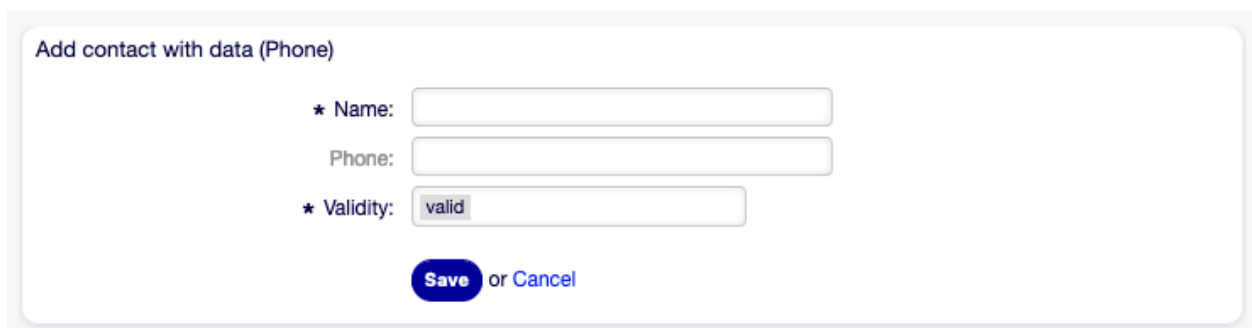 Add contact with data (Phone)
★ Name:
Phone:
★ Validity: valid
Save or Cancel